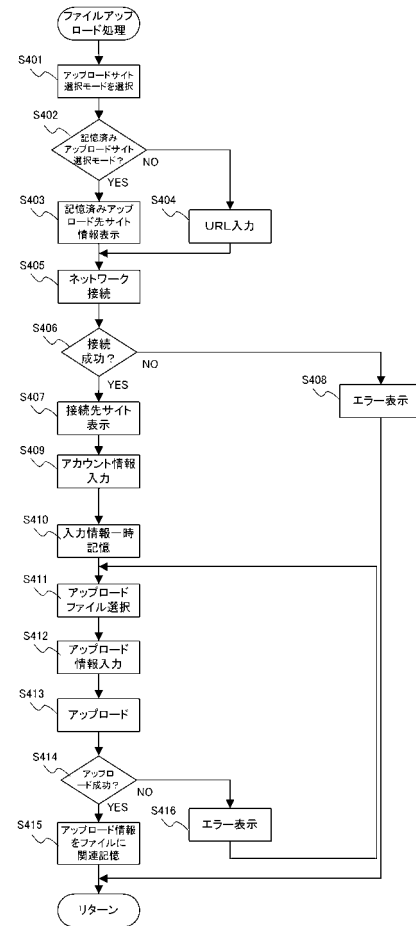 ファイルアップ
ロード処理
S401
アップロードサイト
選択モードを選択
S402
記憶済み
アップロードサイト
選択モード？
NO
YES
S403
記憶済みアップ
ロード先サイト
情報表示
S404
URL入力
S405
ネットワーク
接続
S406
接続
成功？
NO
YES
S407
接続先サイト
表示
S408
エラー表示
S409
アカウント情報
入力
S410
入力情報一時
記憶
S411
アップロード
ファイル選択
S412
アップロード
情報入力
S413
アップロード
S414
アップロ
ード成功？
NO
YES
S415
アップロード情報
をファイルに
関連記憶
S416
エラー表示
リターン